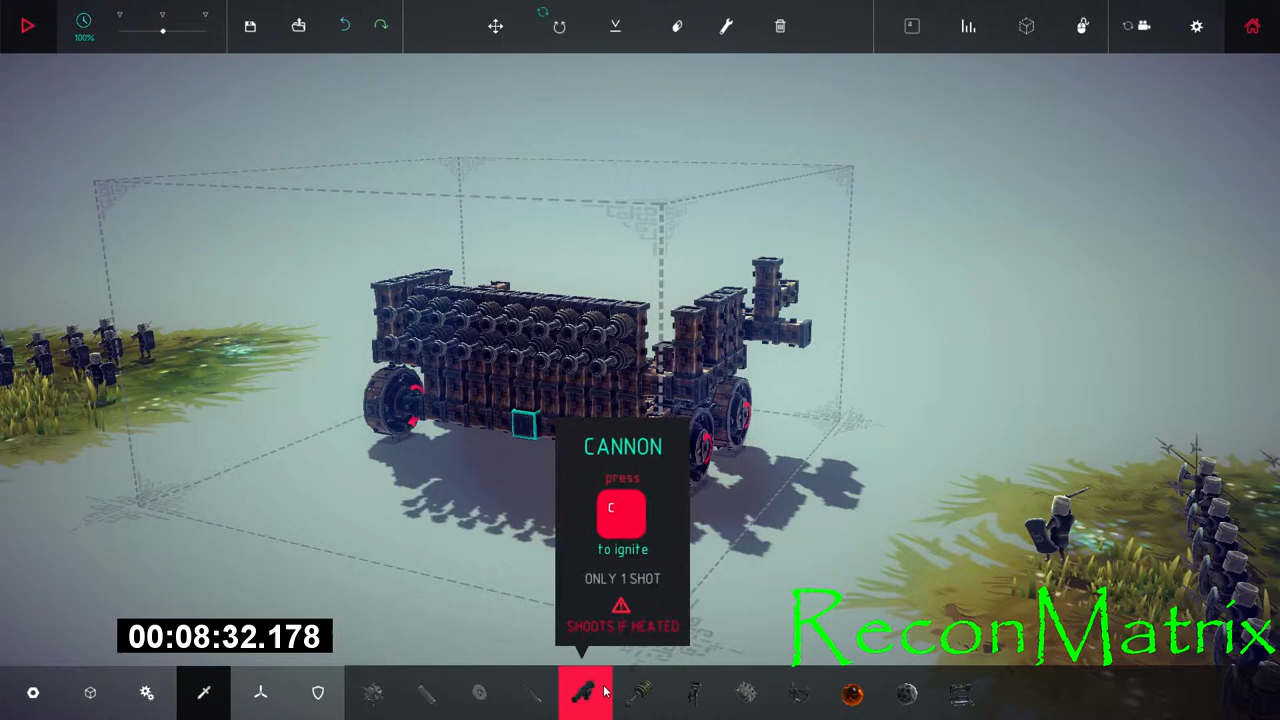 100%
CANNON
press
C
to ignite
ONLY 1 SHOT
SHOOTS IF HEATED
00:08:32.178
ReconMatrix